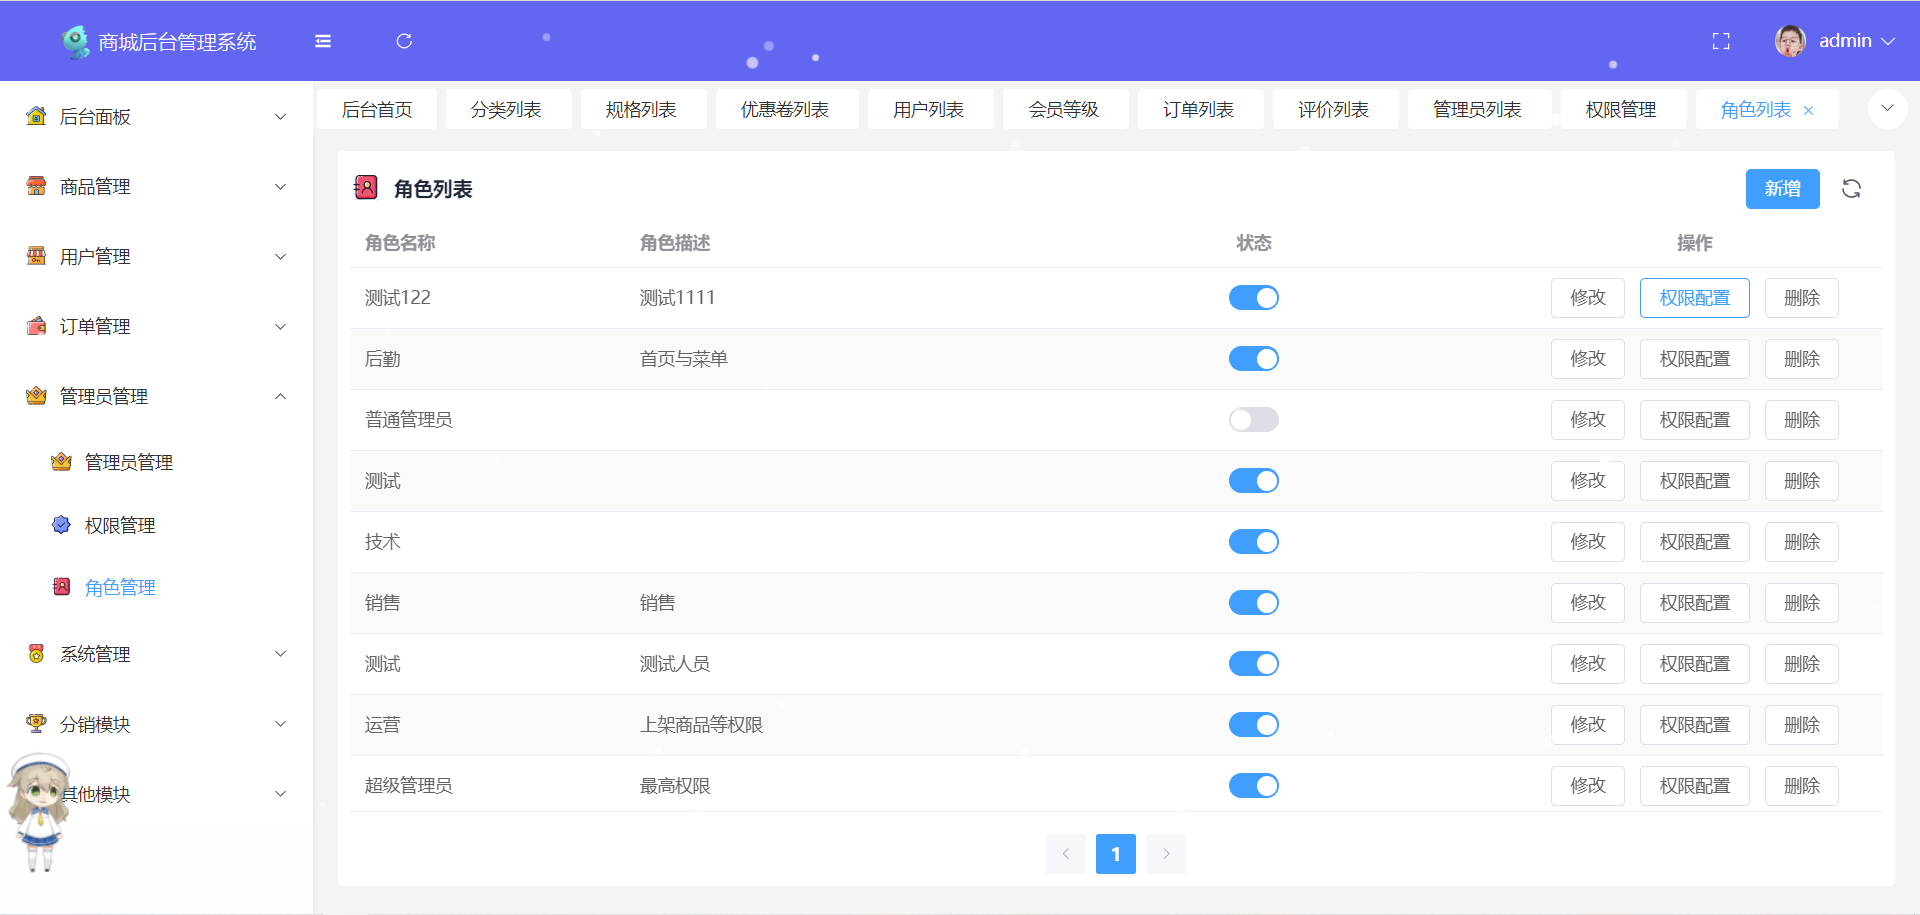 商城后台管理系统
admin
后台面板
商品管理
用户管理
订单管理
管理员管理
管理员管理
权限管理
角色管理
系统管理
分销模块
其他模块
后台首页 分类列表 规格列表 优惠卷列表 用户列表 会员等级 订单列表 评价列表 管理员列表 权限管理 角色列表
角色列表 新增
角色名称 角色描述 状态 操作
测试122 测试1111 修改 权限配置 删除
后勤 首页与菜单 修改 权限配置 删除
普通管理员 修改 权限配置 删除
测试 修改 权限配置 删除
技术 修改 权限配置 删除
销售 销售 修改 权限配置 删除
测试 测试人员 修改 权限配置 删除
运营 上架商品等权限 修改 权限配置 删除
超级管理员 最高权限 修改 权限配置 删除
1